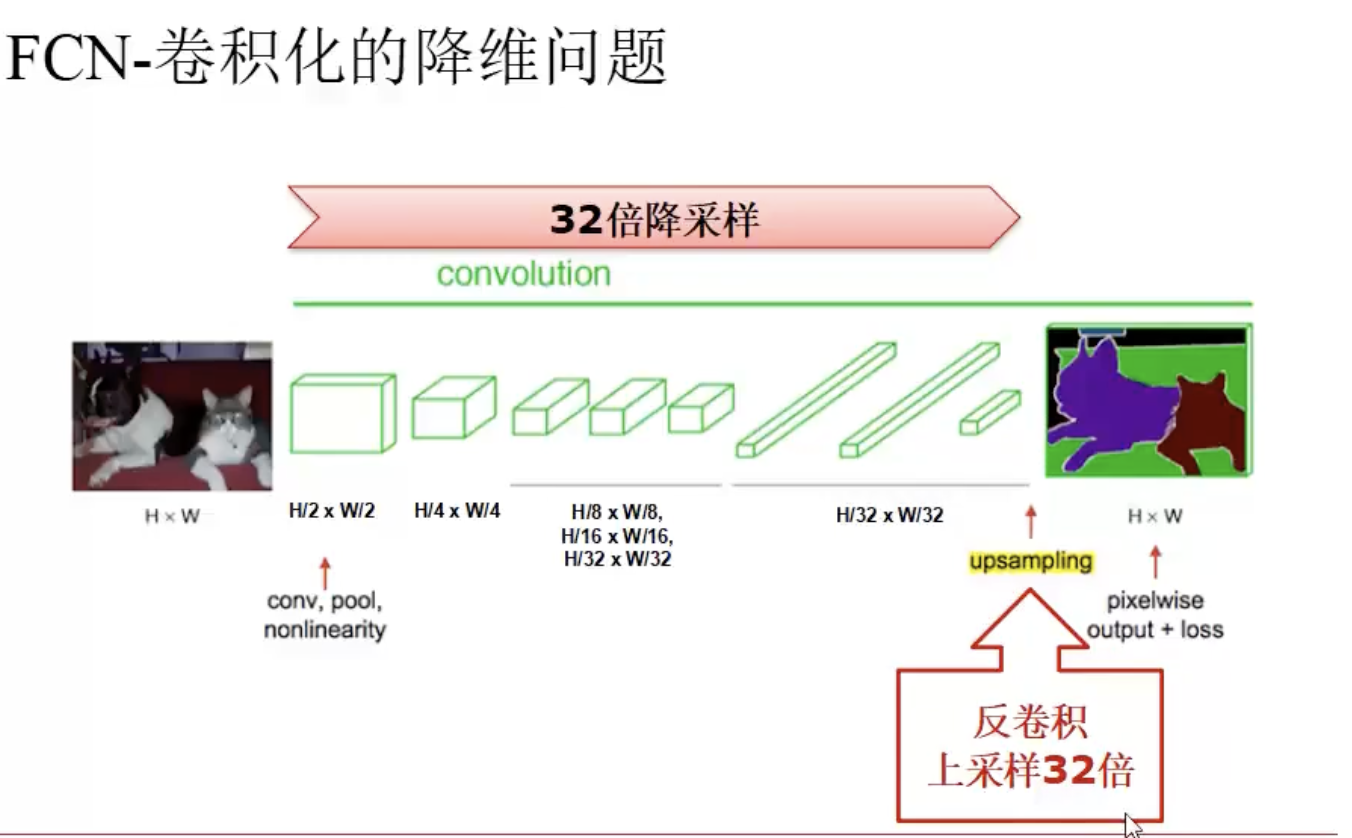 FCN-卷积化的降维问题
32倍降采样
convolution
H × W
H/2 x W/2
H/4 x W/4
H/8 x W/8,
H/16 x W/16,
H/32 x W/32
H/32 x W/32
H × W
conv, pool,
nonlinearity
upsampling
pixelwise
output + loss
反卷积
上采样32倍